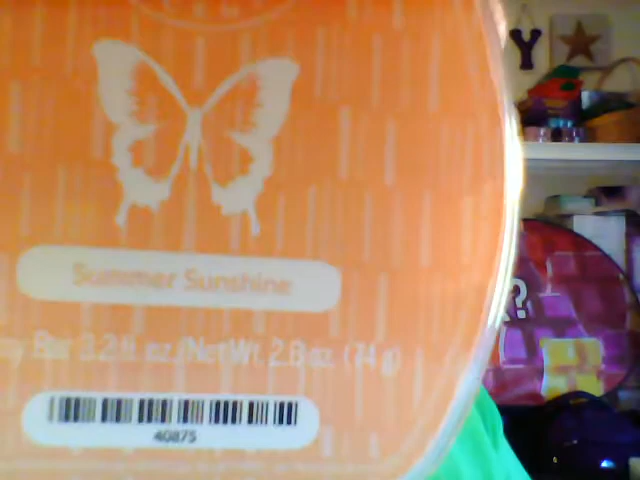 Summer Sunshine
Bar 3.2 fl. oz./Net Wt. 2.6 oz. (74 g)
40875
Y
?